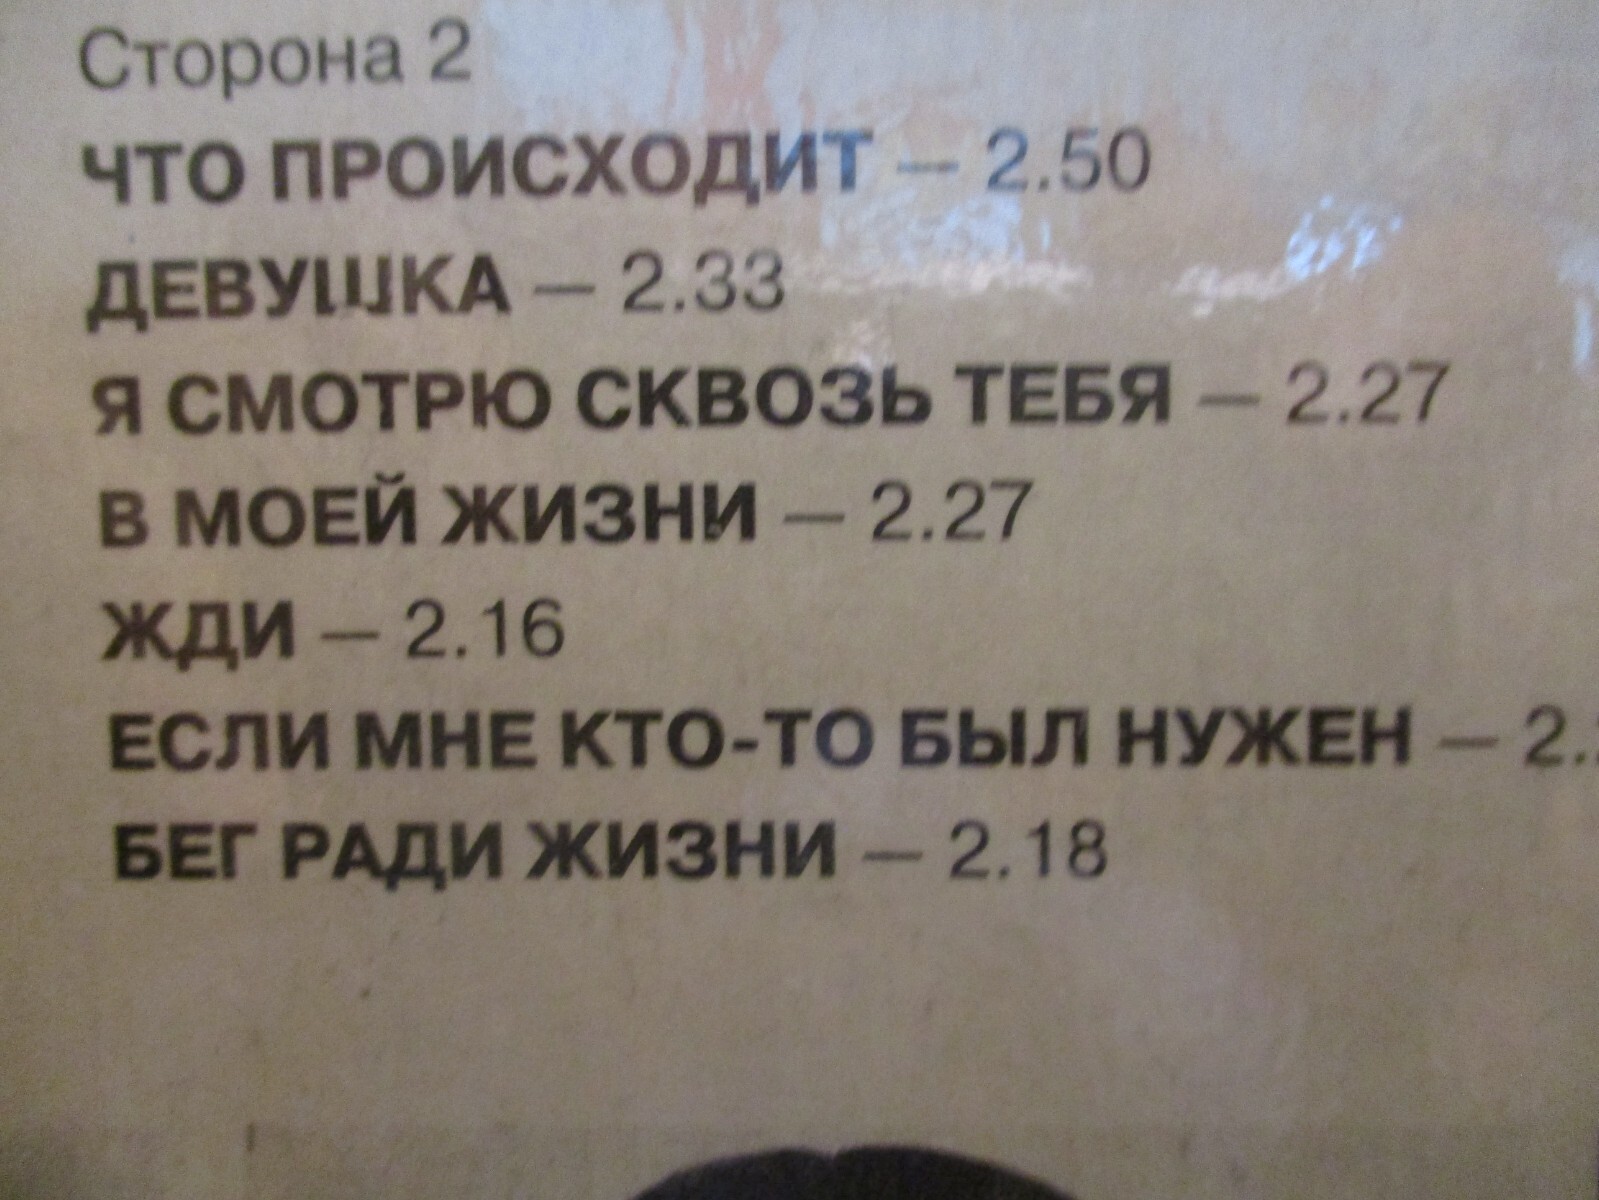 Сторона 2
ЧТО ПРОИСХОДИТ — 2.50
ДЕВУШКА — 2.33
Я СМОТРЮ СКВОЗЬ ТЕБЯ — 2.27
В МОЕЙ ЖИЗНИ — 2.27
ЖДИ — 2.16
ЕСЛИ МНЕ КТО-ТО БЫЛ НУЖЕН — 2.
БЕГ РАДИ ЖИЗНИ — 2.18